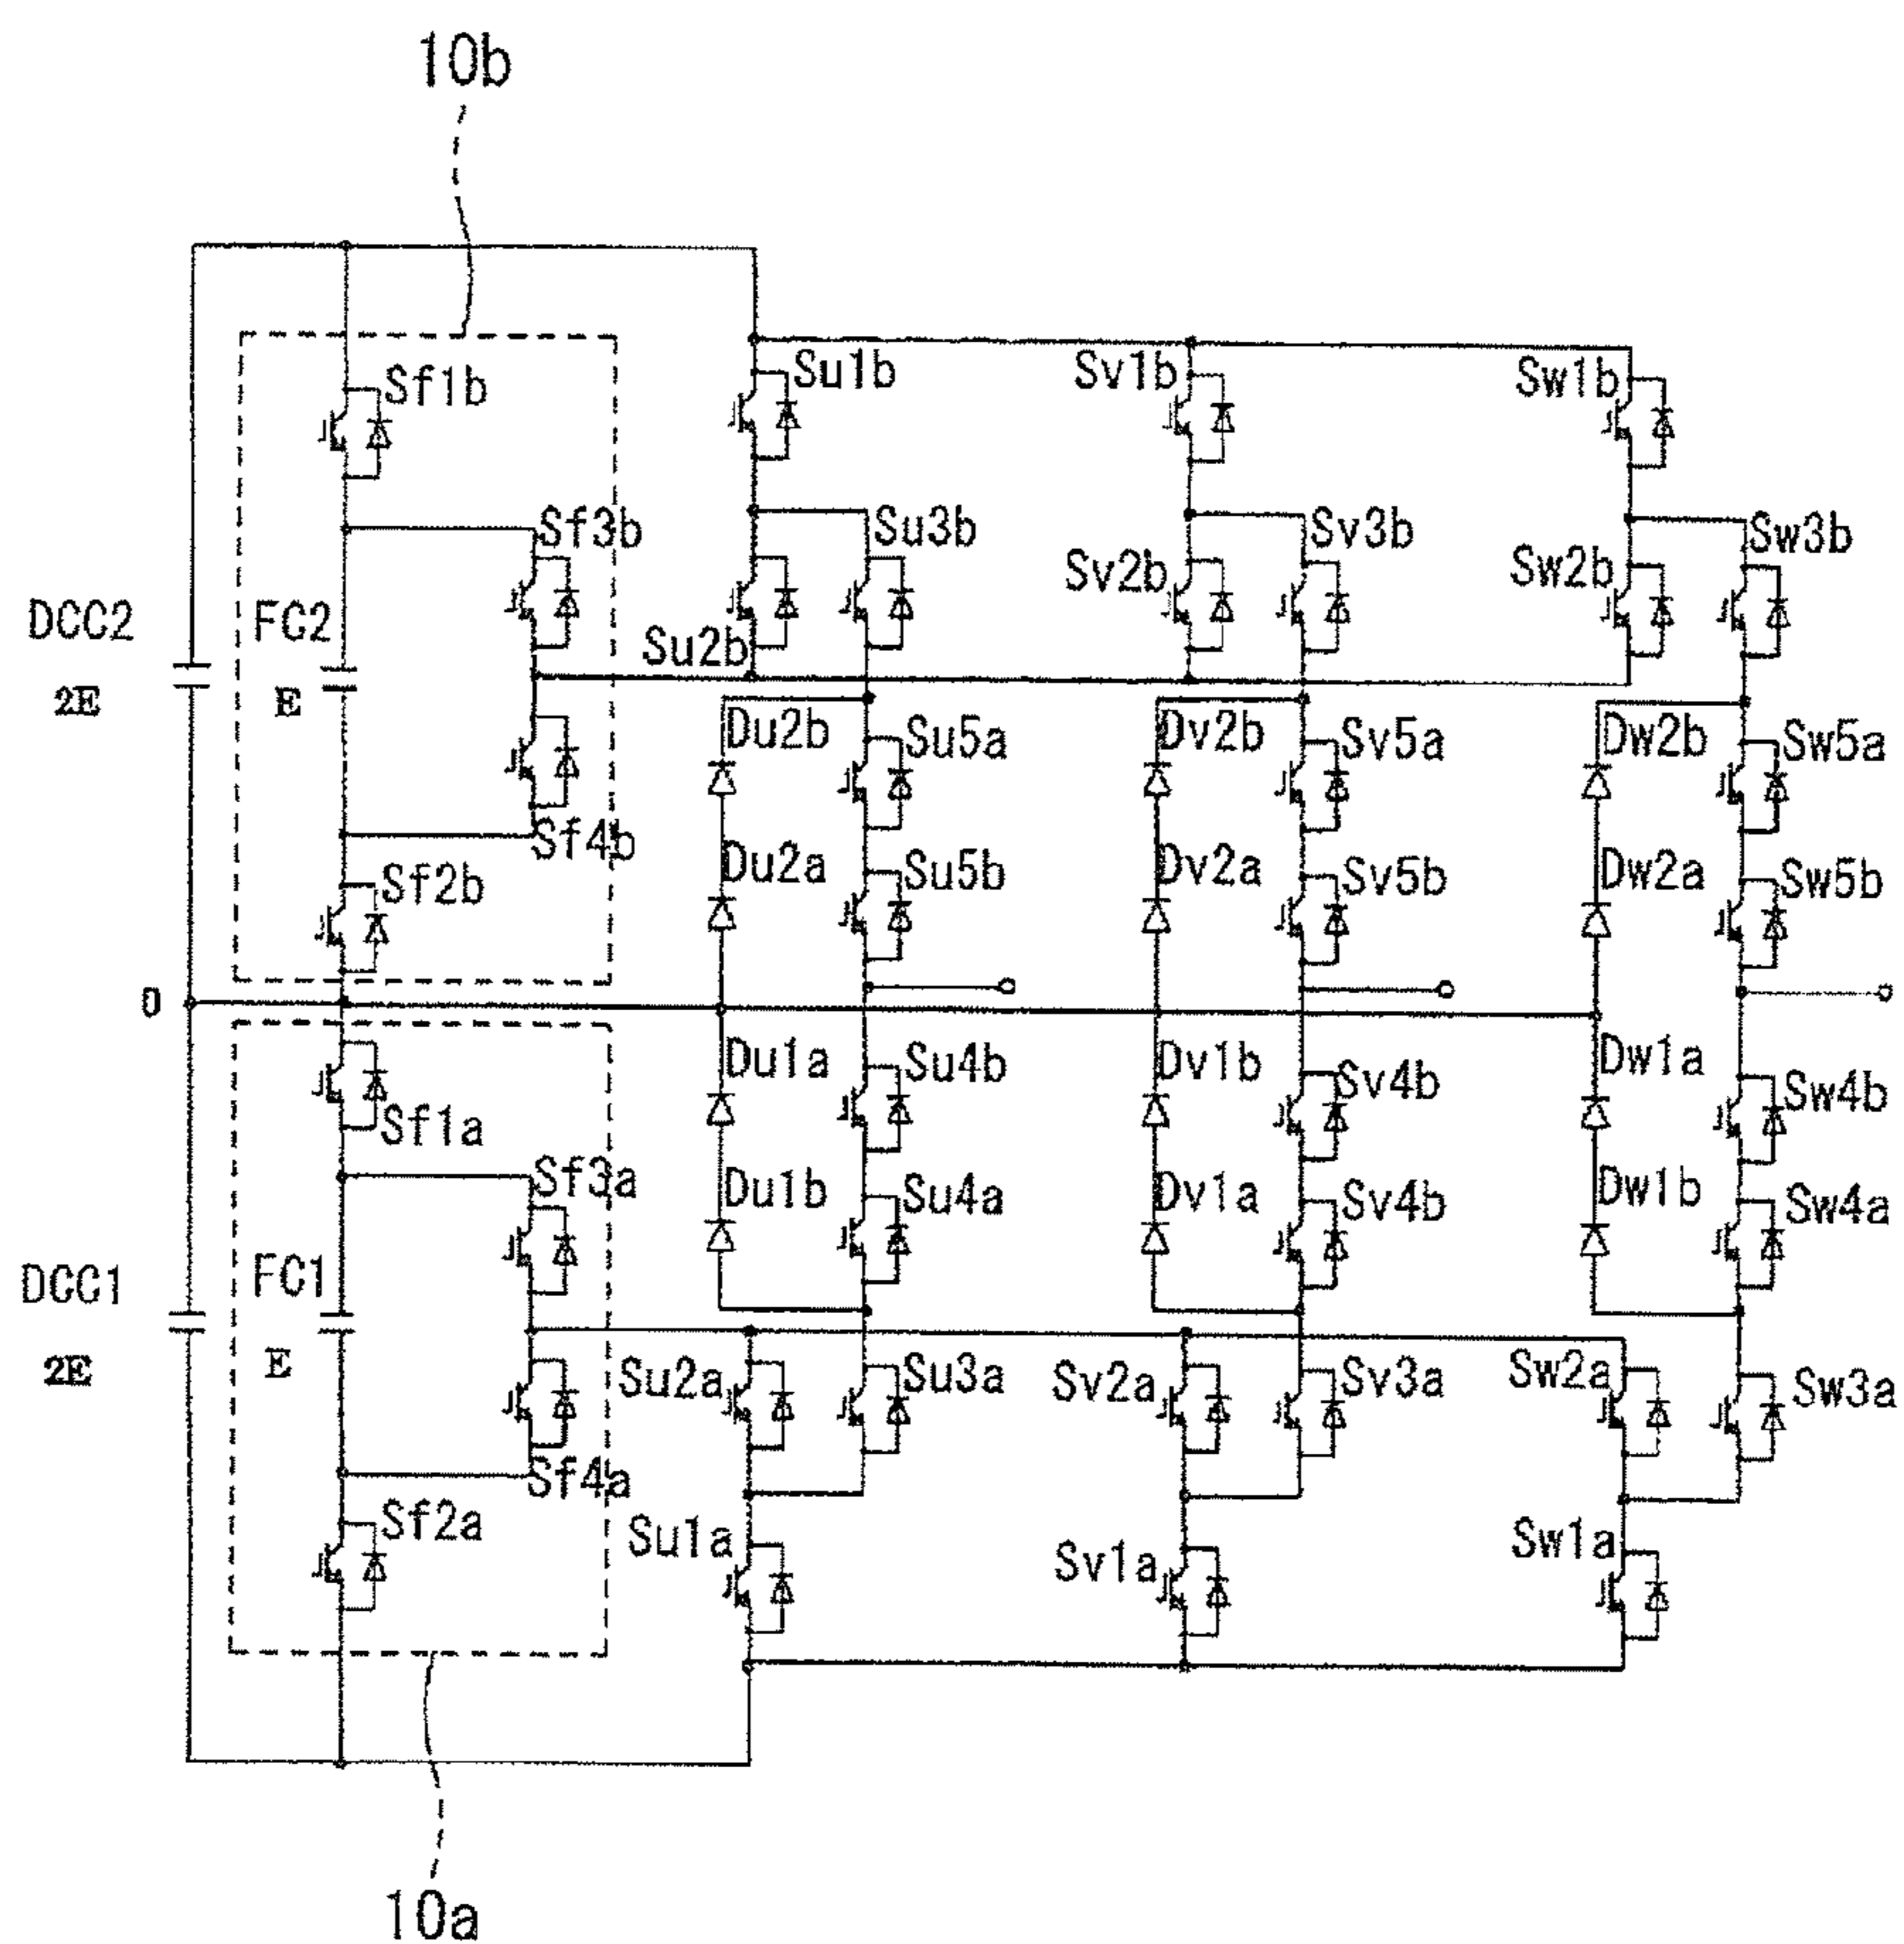 10b
Sf1b
Su1b
Sv1b
Sw1b
Sf3b
Su3b
Sv3b
Sw3b
DCC2
FC2
Sv2b
Sw2b
2E
E
Su2b
Du2b
Su5a
Dv2b
Sv5a
Dw2b
Sw5a
Sf4b
Sf2b
Du2a
Su5b
Dv2a
Sv5b
Dw2a
Sw5b
0
Du1a
Su4b
Dv1b
Sv4b
Dw1a
Sw4b
Sf1a
Sf3a
Du1b
Su4a
Dv1a
Sv4b
Dw1b
Sw4a
DCC1
FC1
2E
E
Su2a
Su3a
Sv2a
Sv3a
Sw2a
Sw3a
Sf4a
Sf2a
Su1a
Sv1a
Sw1a
10a